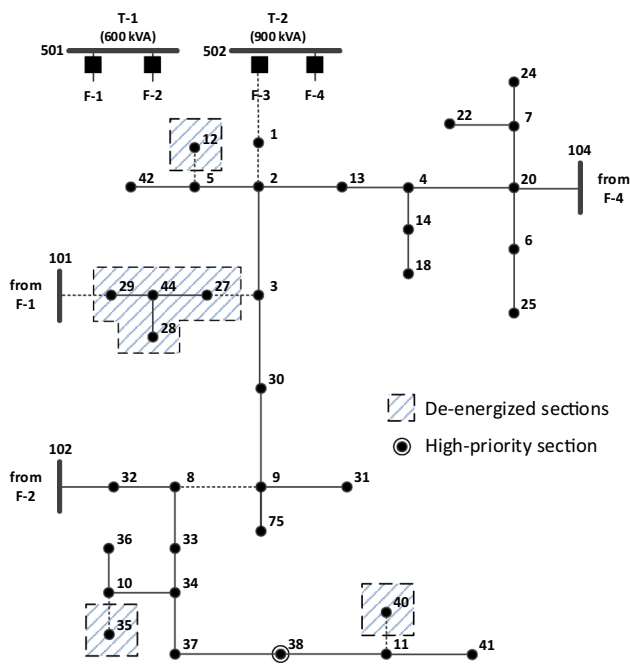 T-1
(600 kVA)
T-2
(900 kVA)
501
502
F-1
F-2
F-3
F-4
24
22
7
1
12
104
42
5
2
13
4
20
from
F-4
14
6
18
25
101
from
F-1
29
44
27
3
28
30
De-energized sections
High-priority section
102
from
F-2
32
8
9
31
75
36
33
10
34
35
40
37
38
11
41